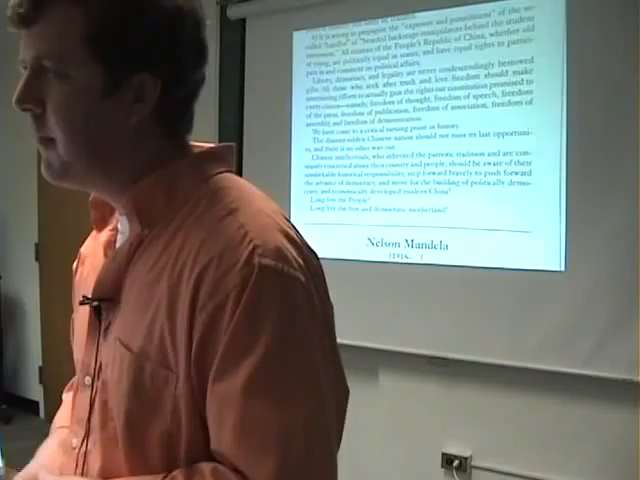 4) It is wrong to propagate the "exposure and punishment" of the so-
called "handful" of "bearded backstage manipulators behind the student
movement." All citizens of the People's Republic of China, whether old
or young, are politically equal in status, and have equal rights to partici-
pate in and comment on political affairs.
Liberty, democracy, and legality are never condescendingly bestowed
gifts. All those who seek after truth and love freedom should make
unremitting efforts to actually gain the rights our constitution promised to
every citizen—namely, freedom of thought, freedom of speech, freedom
of the press, freedom of publication, freedom of association, freedom of
assembly, and freedom of demonstration.
We have come to a critical turning point in history.
The disaster-ridden Chinese nation should not miss its last opportuni-
ty, and there is no other way out.
Chinese intellectuals, who inherited the patriotic tradition and are con-
stantly concerned about their country and people, should be aware of their
unshakable historical responsibility, step forward bravely to push forward
the advance of democracy, and strive for the building of politically demo-
cratic and economically developed modern China!
Long live the People!
Long live the free and democratic motherland!
Nelson Mandela
(1918– )